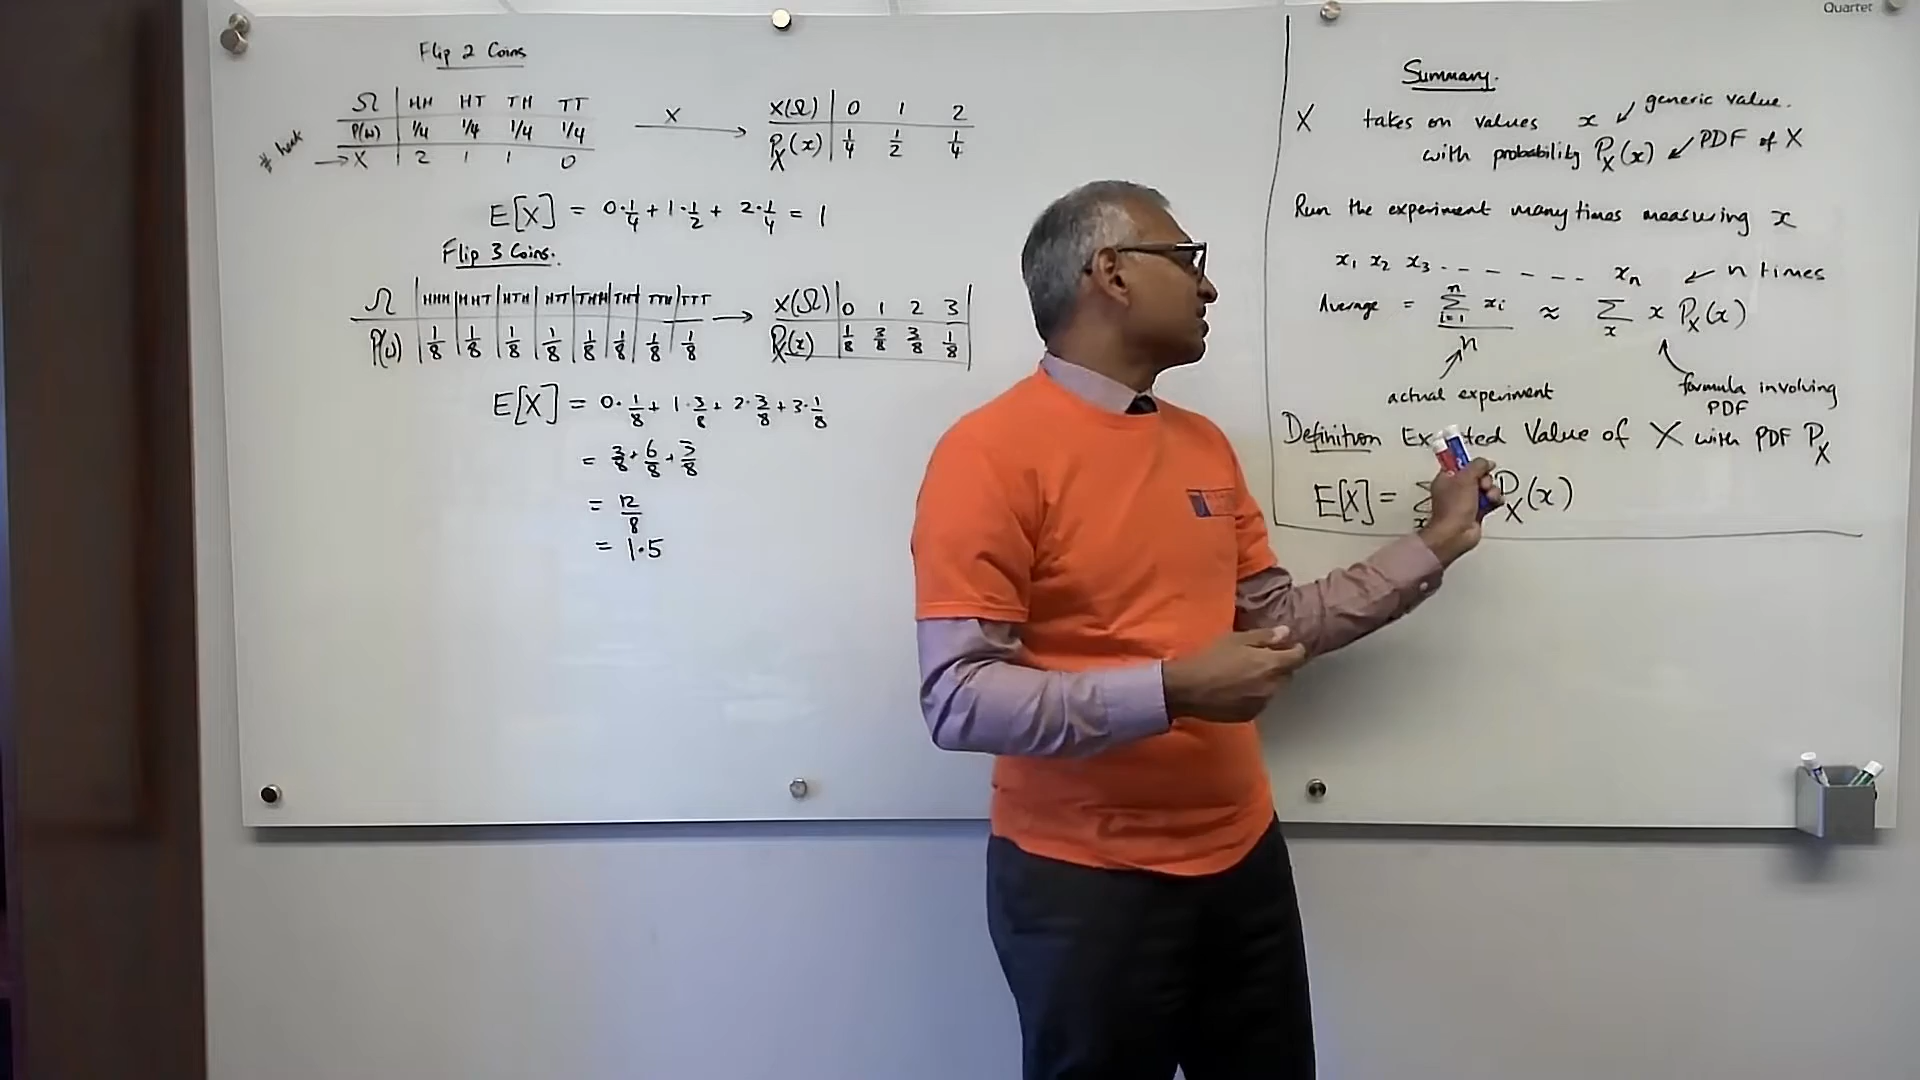 Flip 2 Coins
Ω HH HT TH TT
P(ω) 1/4 1/4 1/4 1/4
# heads → X 2 1 1 0
X →
X(Ω) 0 1 2
P_X(x) 1/4 1/2 1/4
E[X] = 0·1/4 + 1·1/2 + 2·1/4 = 1
Flip 3 Coins.
Ω HHH HHT HTH HTT THH THT TTH TTT →
P(ω) 1/8 1/8 1/8 1/8 1/8 1/8 1/8 1/8
X(Ω) 0 1 2 3
P_X(x) 1/8 3/8 3/8 1/8
E[X] = 0·1/8 + 1·3/8 + 2·3/8 + 3·1/8
= 3/8 + 6/8 + 3/8
= 12/8
= 1.5
Quartet
Summary.
X takes on values x ↙ generic value.
with probability P_X(x) ↙ PDF of X
Run the experiment many times measuring x
x₁ x₂ x₃ - - - - - - xₙ ← n times
Average = Σ_{i=1}^{n} x_i / n ≈ Σ_x x P_X(x)
actual experiment
formula involving
PDF
Definition Value of X with PDF P_X
E[X] = Σ P_X(x)